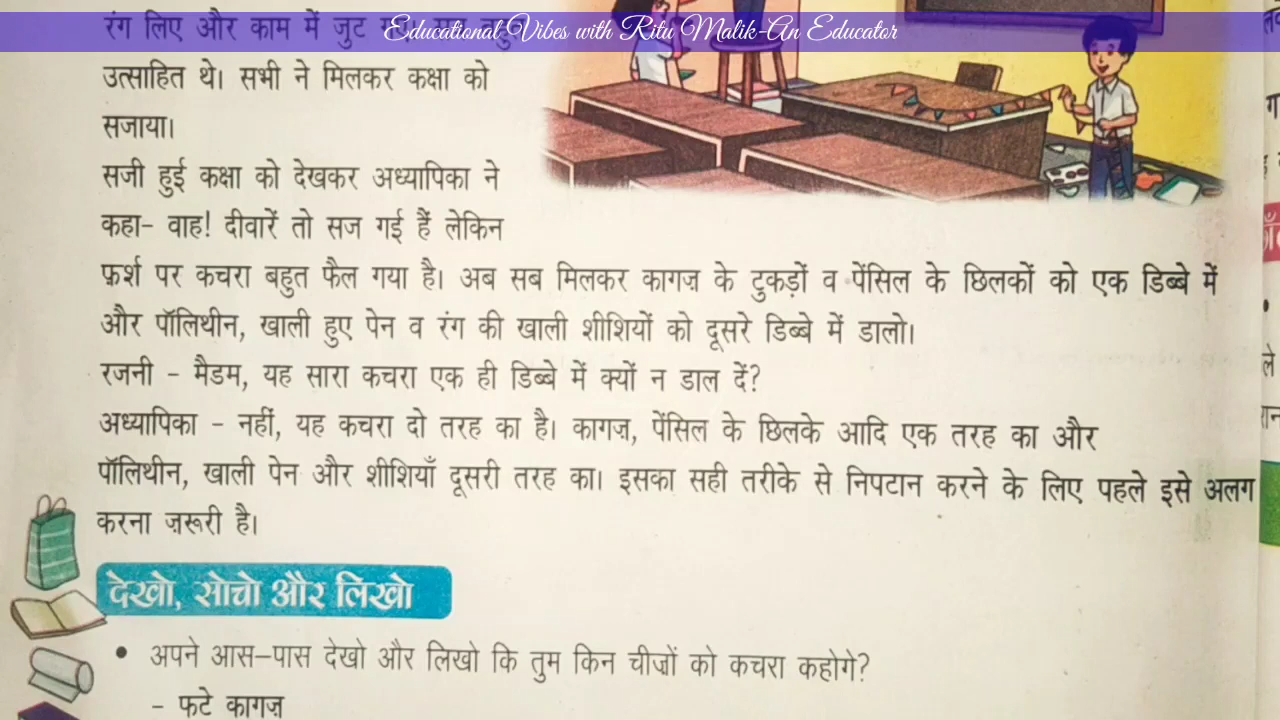 Educational Vibes with Ritu Malik-An Educator
रंग लिए और काम में जुट
उत्साहित थे। सभी ने मिलकर कक्षा को
सजाया।
सजी हुई कक्षा को देखकर अध्यापिका ने
कहा- वाह! दीवारें तो सज गई हैं लेकिन
फ़र्श पर कचरा बहुत फैल गया है। अब सब मिलकर कागज़ के टुकड़ों व पेंसिल के छिलकों को एक डिब्बे में
और पॉलिथीन, खाली हुए पेन व रंग की खाली शीशियों को दूसरे डिब्बे में डालो।
रजनी - मैडम, यह सारा कचरा एक ही डिब्बे में क्यों न डाल दें?
अध्यापिका - नहीं, यह कचरा दो तरह का है। कागज़, पेंसिल के छिलके आदि एक तरह का और
पॉलिथीन, खाली पेन और शीशियाँ दूसरी तरह का। इसका सही तरीके से निपटान करने के लिए पहले इसे अलग
करना ज़रूरी है।
देखो, सोचो और लिखो
• अपने आस-पास देखो और लिखो कि तुम किन चीज़ों को कचरा कहोगे?
- फटे कागज़